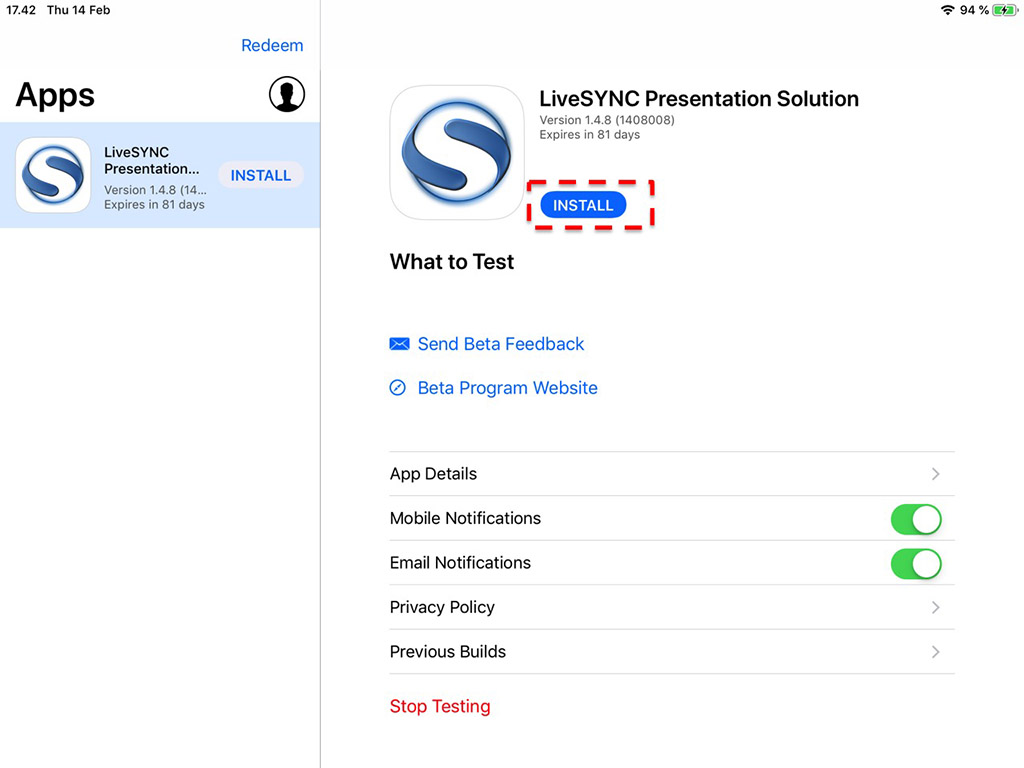 17.42 Thu 14 Feb
94 %
Redeem
Apps
LiveSYNC
Presentation...
Version 1.4.8 (14...
Expires in 81 days
INSTALL
LiveSYNC Presentation Solution
Version 1.4.8 (1408008)
Expires in 81 days
INSTALL
What to Test
Send Beta Feedback
Beta Program Website
App Details
Mobile Notifications
Email Notifications
Privacy Policy
Previous Builds
Stop Testing